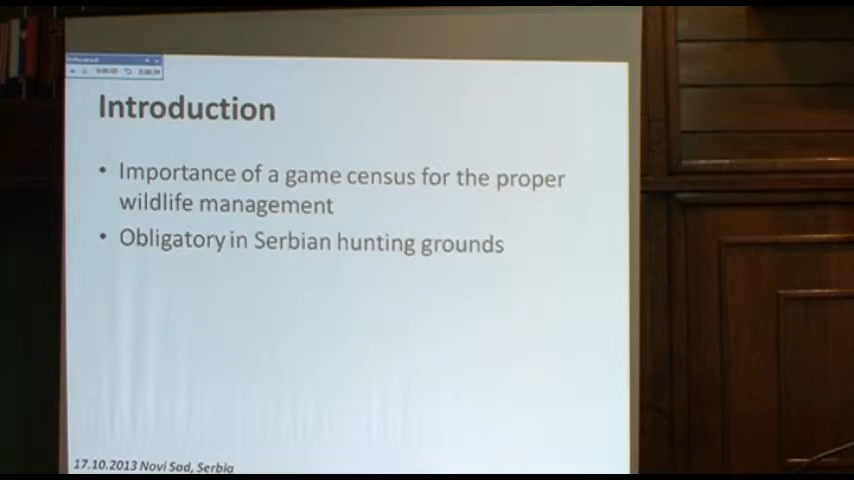 Introduction
• Importance of a game census for the proper
wildlife management
• Obligatory in Serbian hunting grounds
17.10.2013 Novi Sad, Serbia